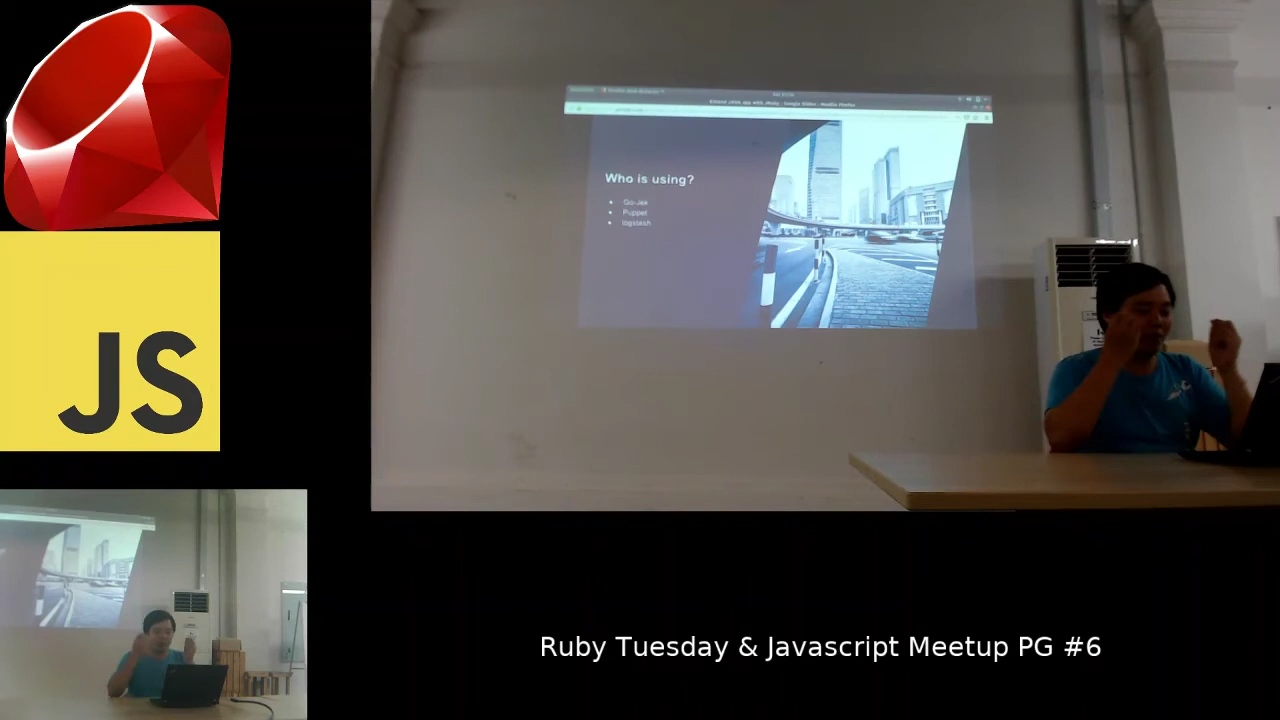 Who is using?
Go-Jek
Puppet
logstash
JS
Ruby Tuesday & Javascript Meetup PG #6